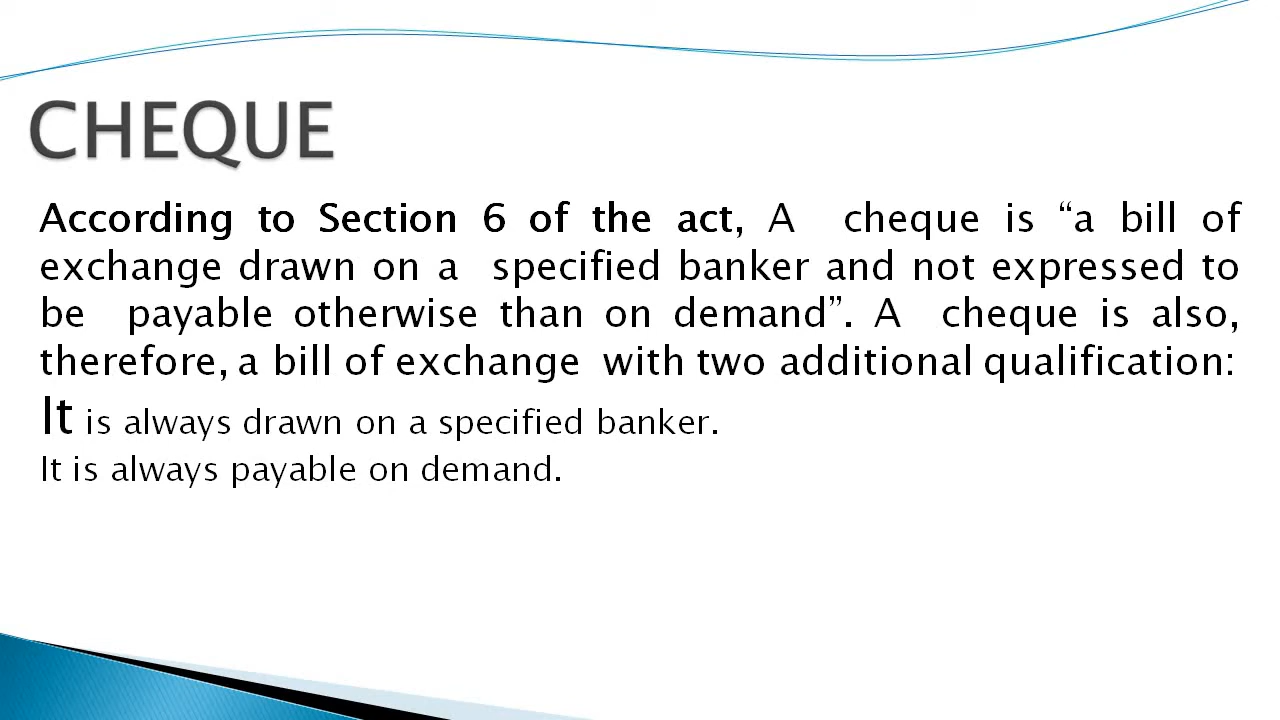 CHEQUE
According to Section 6 of the act, A cheque is “a bill of
exchange drawn on a specified banker and not expressed to
be payable otherwise than on demand”. A cheque is also,
therefore, a bill of exchange with two additional qualification:
It is always drawn on a specified banker.
It is always payable on demand.